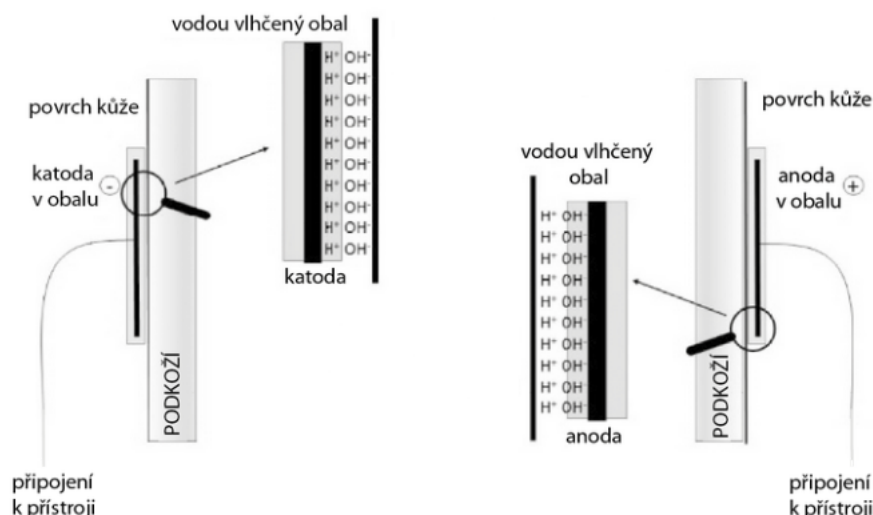 vodou vlhčený obal
H⁺ OH⁻
H⁺ OH⁻
H⁺ OH⁻
H⁺ OH⁻
H⁺ OH⁻
H⁺ OH⁻
H⁺ OH⁻
H⁺ OH⁻
H⁺ OH⁻
H⁺ OH⁻
katoda
povrch kůže
katoda
v obalu
-
PODKOŽÍ
připojení
k přístroji
vodou vlhčený
obal
H⁺ OH⁻
H⁺ OH⁻
H⁺ OH⁻
H⁺ OH⁻
H⁺ OH⁻
H⁺ OH⁻
H⁺ OH⁻
H⁺ OH⁻
H⁺ OH⁻
H⁺ OH⁻
anoda
povrch kůže
anoda
v obalu
+
PODKOŽÍ
připojení
k přístroji